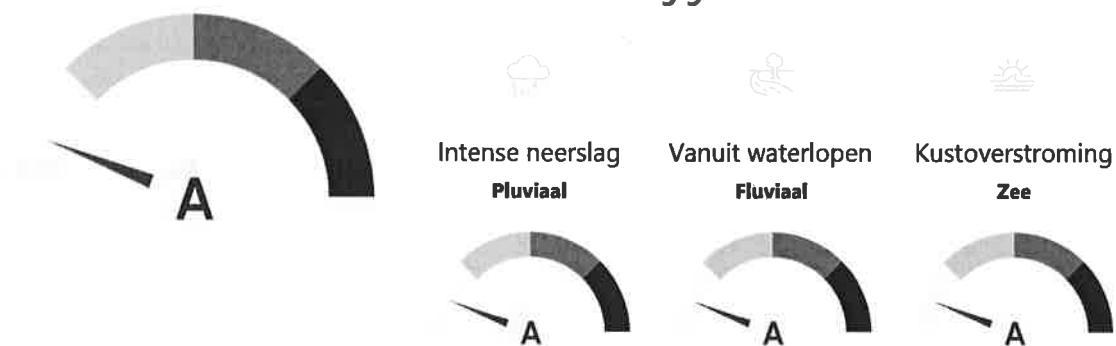 A
Intense neerslag
Pluviaal
A
Vanuit waterlopen
Fluviaal
A
Kustoverstroming
Zee
A